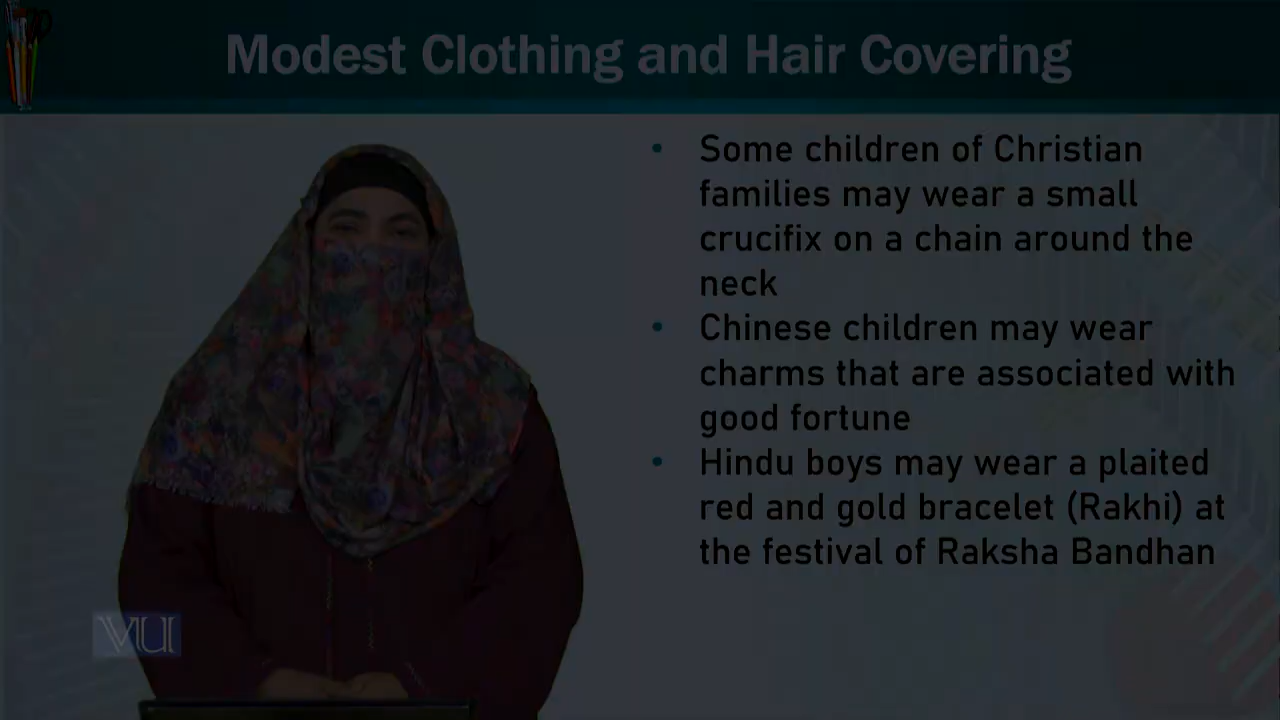 Modest Clothing and Hair Covering
• Some children of Christian
families may wear a small
crucifix on a chain around the
neck
• Chinese children may wear
charms that are associated with
good fortune
• Hindu boys may wear a plaited
red and gold bracelet (Rakhi) at
the festival of Raksha Bandhan
VU